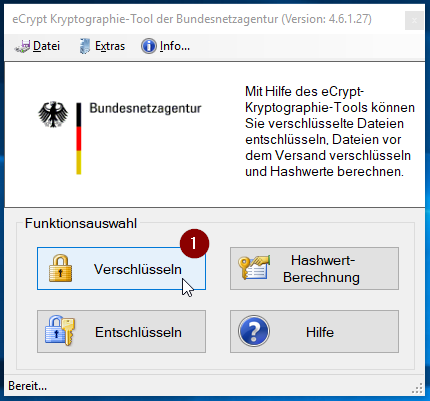 eCrypt Kryptographie-Tool der Bundesnetzagentur (Version: 4.6.1.27)
Datei Extras Info...
Bundesnetzagentur
Mit Hilfe des eCrypt-
Kryptographie-Tools können
Sie verschlüsselte Dateien
entschlüsseln, Dateien vor
dem Versand verschlüsseln
und Hashwerte berechnen.
Funktionsauswahl
1
Verschlüsseln
Hashwert-
Berechnung
Entschlüsseln
Hilfe
Bereit...